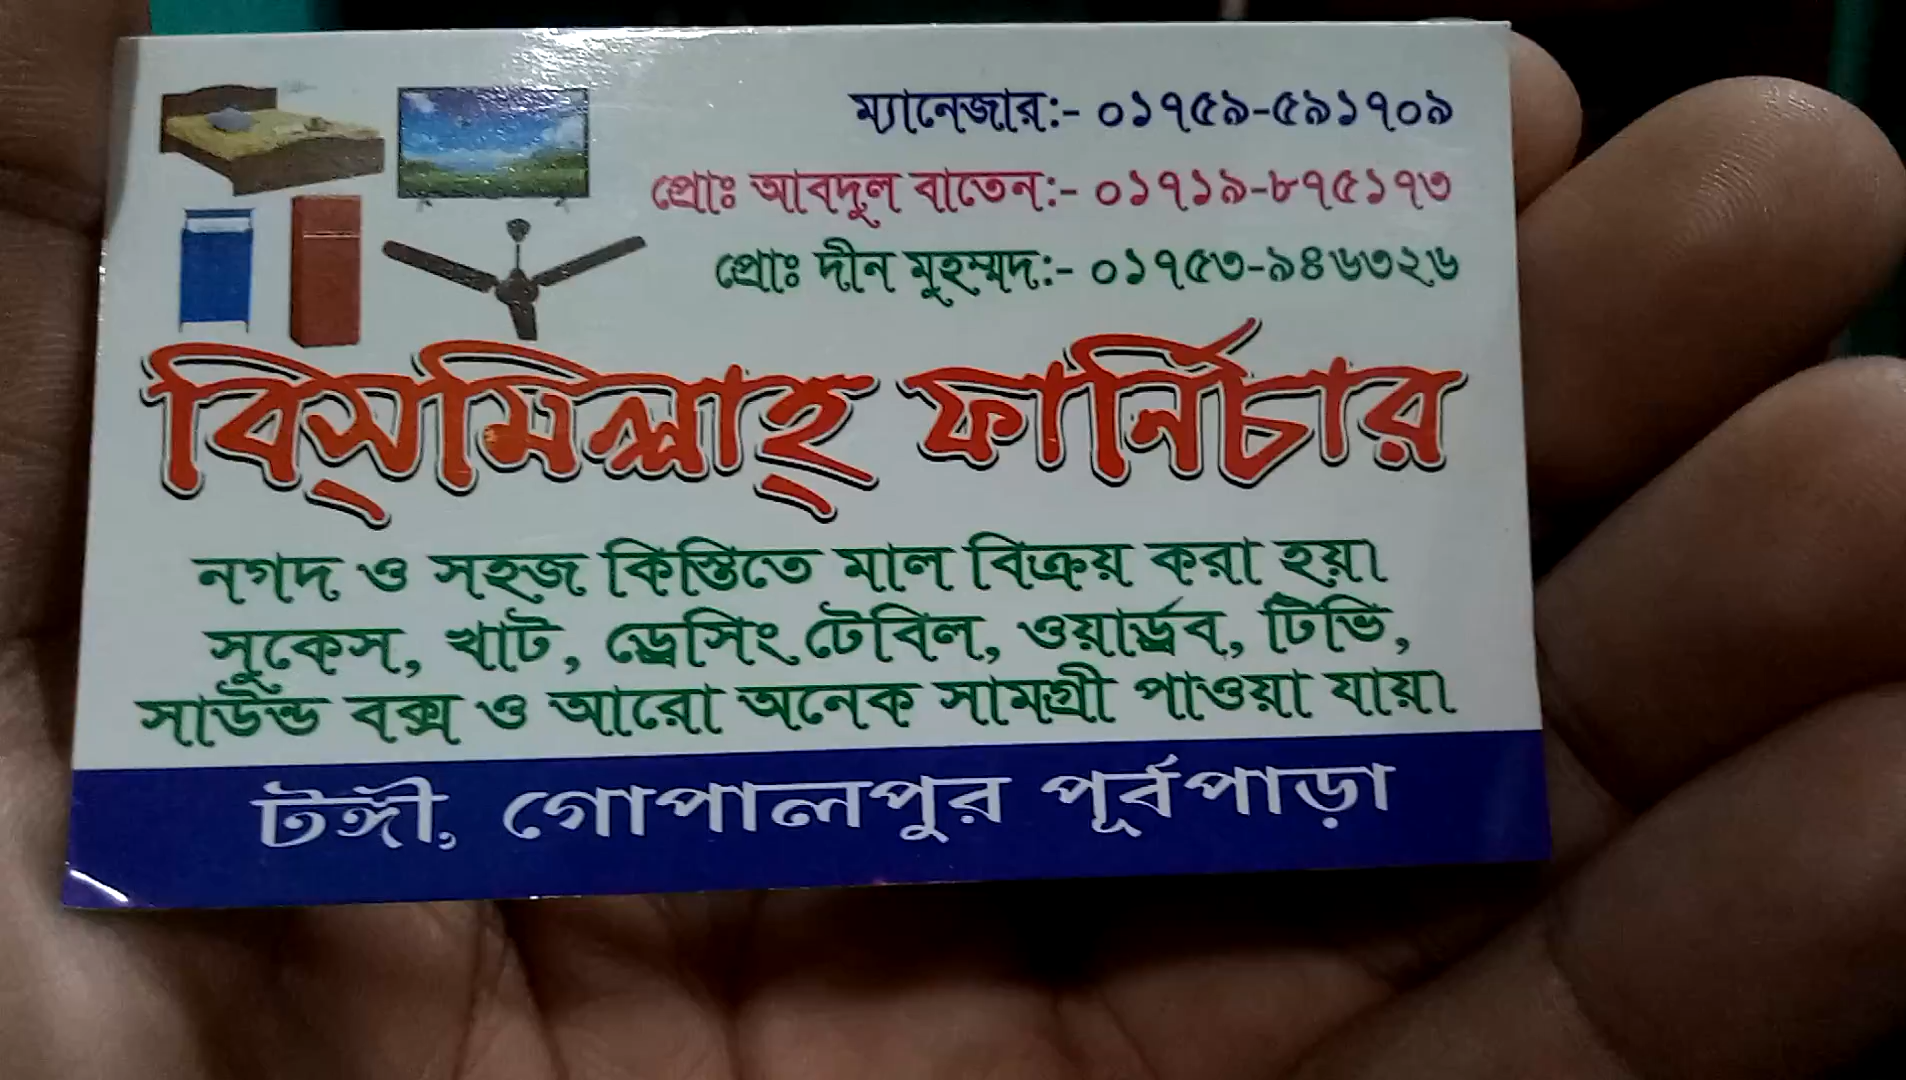 ম্যানেজার:- ০১৭৫৯-৫৯১৭০৯
প্রোঃ আবদুল বাতেন:- ০১৭১৯-৮৭৫১৭৩
প্রোঃ দীন মুহম্মদ:- ০১৭৫৩-৯৪৬৩২৬
বিস্মিল্লাহ্ ফার্নিচার
নগদ ও সহজ কিস্তিতে মাল বিক্রয় করা হয়।
সুকেস, খাট, ড্রেসিং টেবিল, ওয়ার্ড্রব, টিভি,
সাউন্ড বক্স ও আরো অনেক সামগ্রী পাওয়া যায়।
টঙ্গী, গোপালপুর পূর্বপাড়া